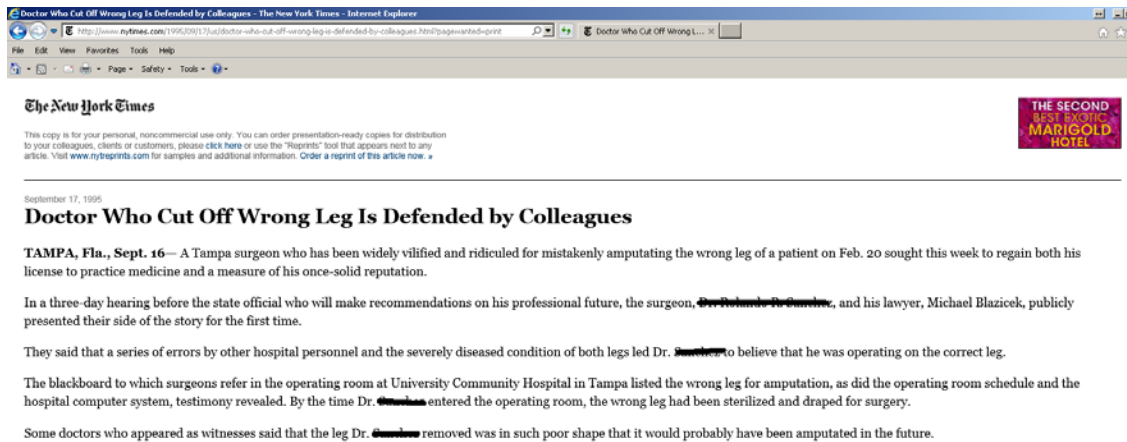 Doctor Who Cut Off Wrong Leg Is Defended by Colleagues - The New York Times - Internet Explorer
http://www.nytimes.com/1995/09/17/us/doctor-who-cut-off-wrong-leg-is-defended-by-colleagues.html?pagewanted=print
Doctor Who Cut Off Wrong L...
File Edit View Favorites Tools Help
Page Safety Tools
The New York Times
THE SECOND
BEST EXOTIC
MARIGOLD
HOTEL
This copy is for your personal, noncommercial use only. You can order presentation-ready copies for distribution
to your colleagues, clients or customers, please click here or use the "Reprints" tool that appears next to any
article. Visit www.nytreprints.com for samples and additional information. Order a reprint of this article now. »
September 17, 1995
Doctor Who Cut Off Wrong Leg Is Defended by Colleagues
TAMPA, Fla., Sept. 16— A Tampa surgeon who has been widely vilified and ridiculed for mistakenly amputating the wrong leg of a patient on Feb. 20 sought this week to regain both his
license to practice medicine and a measure of his once-solid reputation.
In a three-day hearing before the state official who will make recommendations on his professional future, the surgeon, , and his lawyer, Michael Blazicek, publicly
presented their side of the story for the first time.
They said that a series of errors by other hospital personnel and the severely diseased condition of both legs led Dr. to believe that he was operating on the correct leg.
The blackboard to which surgeons refer in the operating room at University Community Hospital in Tampa listed the wrong leg for amputation, as did the operating room schedule and the
hospital computer system, testimony revealed. By the time Dr. entered the operating room, the wrong leg had been sterilized and draped for surgery.
Some doctors who appeared as witnesses said that the leg Dr. removed was in such poor shape that it would probably have been amputated in the future.